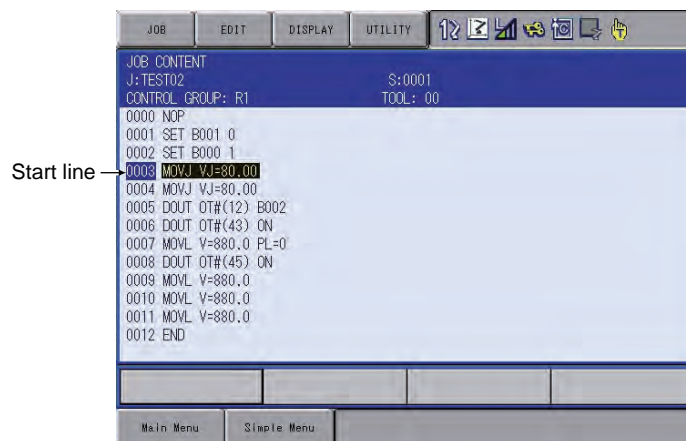 JOB EDIT DISPLAY UTILITY
JOB CONTENT
J:TEST02 S:0001
CONTROL GROUP: R1 TOOL: 00
0000 NOP
0001 SET B001 0
0002 SET B000 1
Start line 0003 MOVJ VJ=80.00
0004 MOVJ VJ=80.00
0005 DOUT OT#(12) B002
0006 DOUT OT#(43) ON
0007 MOVL V=880.0 PL=0
0008 DOUT OT#(45) ON
0009 MOVL V=880.0
0010 MOVL V=880.0
0011 MOVL V=880.0
0012 END
Main Menu Simple Menu